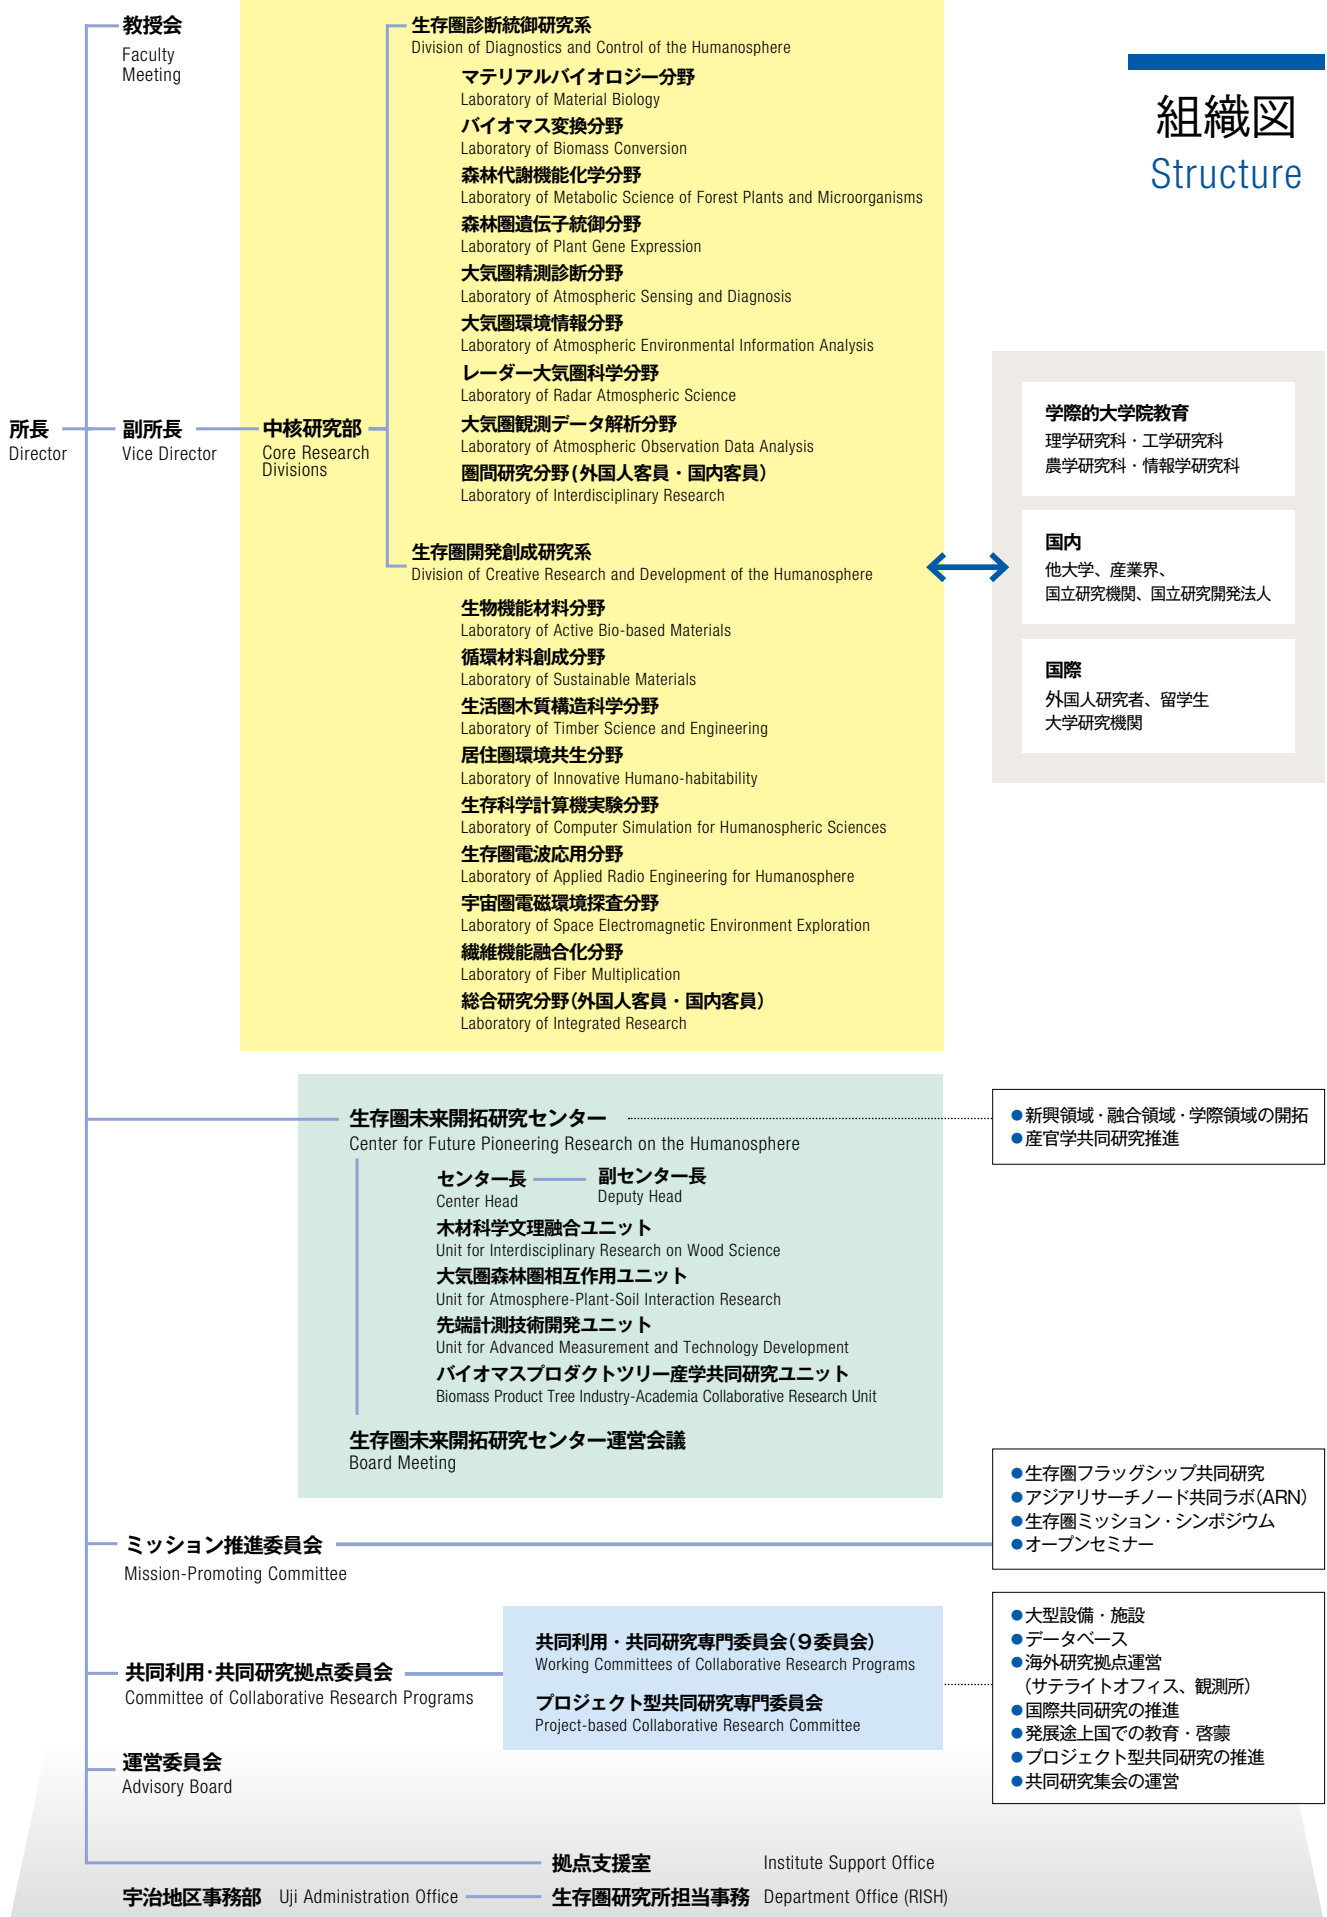 組織図
Structure
教授会
Faculty
Meeting
所長
Director
副所長
Vice Director
中核研究部
Core Research
Divisions
生存圏診断統御研究系
Division of Diagnostics and Control of the Humanosphere
マテリアルバイオロジー分野
Laboratory of Material Biology
バイオマス変換分野
Laboratory of Biomass Conversion
森林代謝機能化学分野
Laboratory of Metabolic Science of Forest Plants and Microorganisms
森林圏遺伝子統御分野
Laboratory of Plant Gene Expression
大気圏精測診断分野
Laboratory of Atmospheric Sensing and Diagnosis
大気圏環境情報分野
Laboratory of Atmospheric Environmental Information Analysis
レーダー大気圏科学分野
Laboratory of Radar Atmospheric Science
大気圏観測データ解析分野
Laboratory of Atmospheric Observation Data Analysis
圏間研究分野(外国人客員・国内客員)
Laboratory of Interdisciplinary Research
生存圏開発創成研究系
Division of Creative Research and Development of the Humanosphere
生物機能材料分野
Laboratory of Active Bio-based Materials
循環材料創成分野
Laboratory of Sustainable Materials
生活圏木質構造科学分野
Laboratory of Timber Science and Engineering
居住圏環境共生分野
Laboratory of Innovative Humano-habitability
生存科学計算機実験分野
Laboratory of Computer Simulation for Humanospheric Sciences
生存圏電波応用分野
Laboratory of Applied Radio Engineering for Humanosphere
宇宙圏電磁環境探査分野
Laboratory of Space Electromagnetic Environment Exploration
繊維機能融合化分野
Laboratory of Fiber Multiplication
総合研究分野(外国人客員・国内客員)
Laboratory of Integrated Research
学際的大学院教育
理学研究科・工学研究科
農学研究科・情報学研究科
国内
他大学、産業界、
国立研究機関、国立研究開発法人
国際
外国人研究者、留学生
大学研究機関
生存圏未来開拓研究センター
Center for Future Pioneering Research on the Humanosphere
センター長
Center Head
副センター長
Deputy Head
木材科学文理融合ユニット
Unit for Interdisciplinary Research on Wood Science
大気圏森林圏相互作用ユニット
Unit for Atmosphere-Plant-Soil Interaction Research
先端計測技術開発ユニット
Unit for Advanced Measurement and Technology Development
バイオマスプロダクトツリー産学共同研究ユニット
Biomass Product Tree Industry-Academia Collaborative Research Unit
生存圏未来開拓研究センター運営会議
Board Meeting
●新興領域・融合領域・学際領域の開拓
●産官学共同研究推進
ミッション推進委員会
Mission-Promoting Committee
●生存圏フラッグシップ共同研究
●アジアリサーチノード共同ラボ(ARN)
●生存圏ミッション・シンポジウム
●オープンセミナー
共同利用・共同研究拠点委員会
Committee of Collaborative Research Programs
共同利用・共同研究専門委員会(9委員会)
Working Committees of Collaborative Research Programs
プロジェクト型共同研究専門委員会
Project-based Collaborative Research Committee
●大型設備・施設
●データベース
●海外研究拠点運営
(サテライトオフィス、観測所)
●国際共同研究の推進
●発展途上国での教育・啓蒙
●プロジェクト型共同研究の推進
●共同研究集会の運営
運営委員会
Advisory Board
拠点支援室 Institute Support Office
宇治地区事務部 Uji Administration Office 生存圏研究所担当事務 Department Office (RISH)